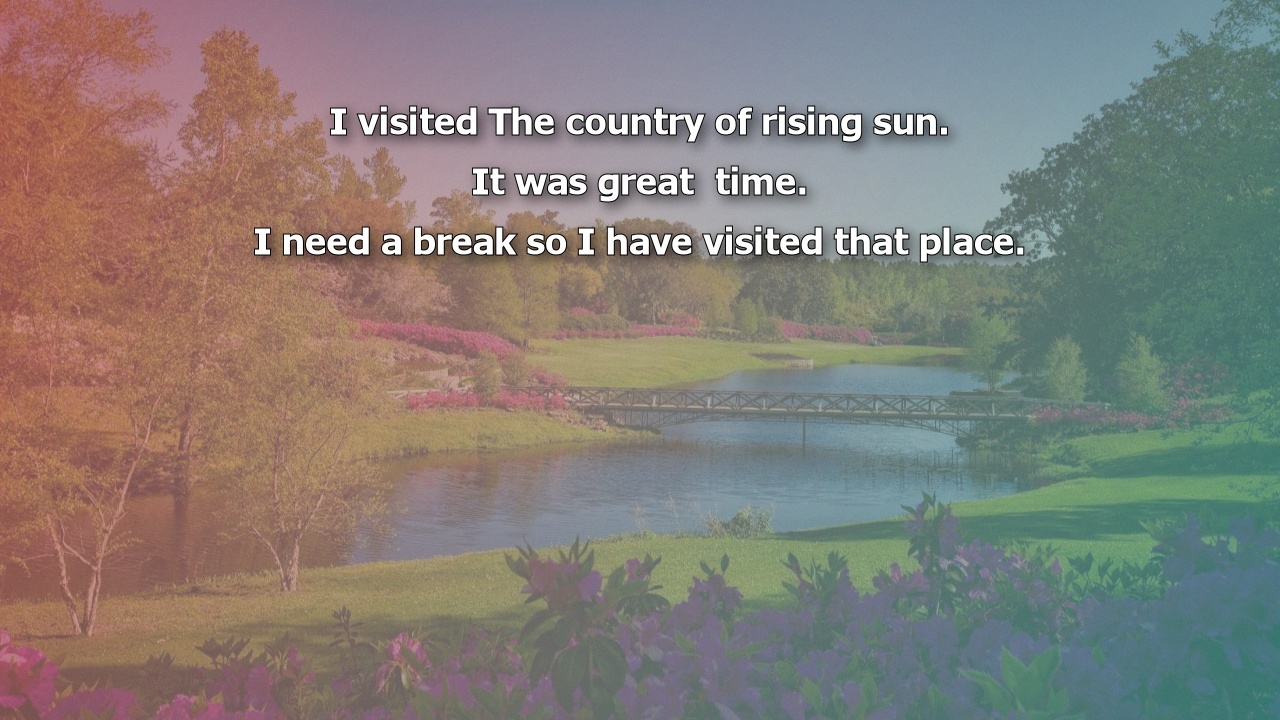 I visited The country of rising sun.
It was great  time.
I need a break so I have visited that place.